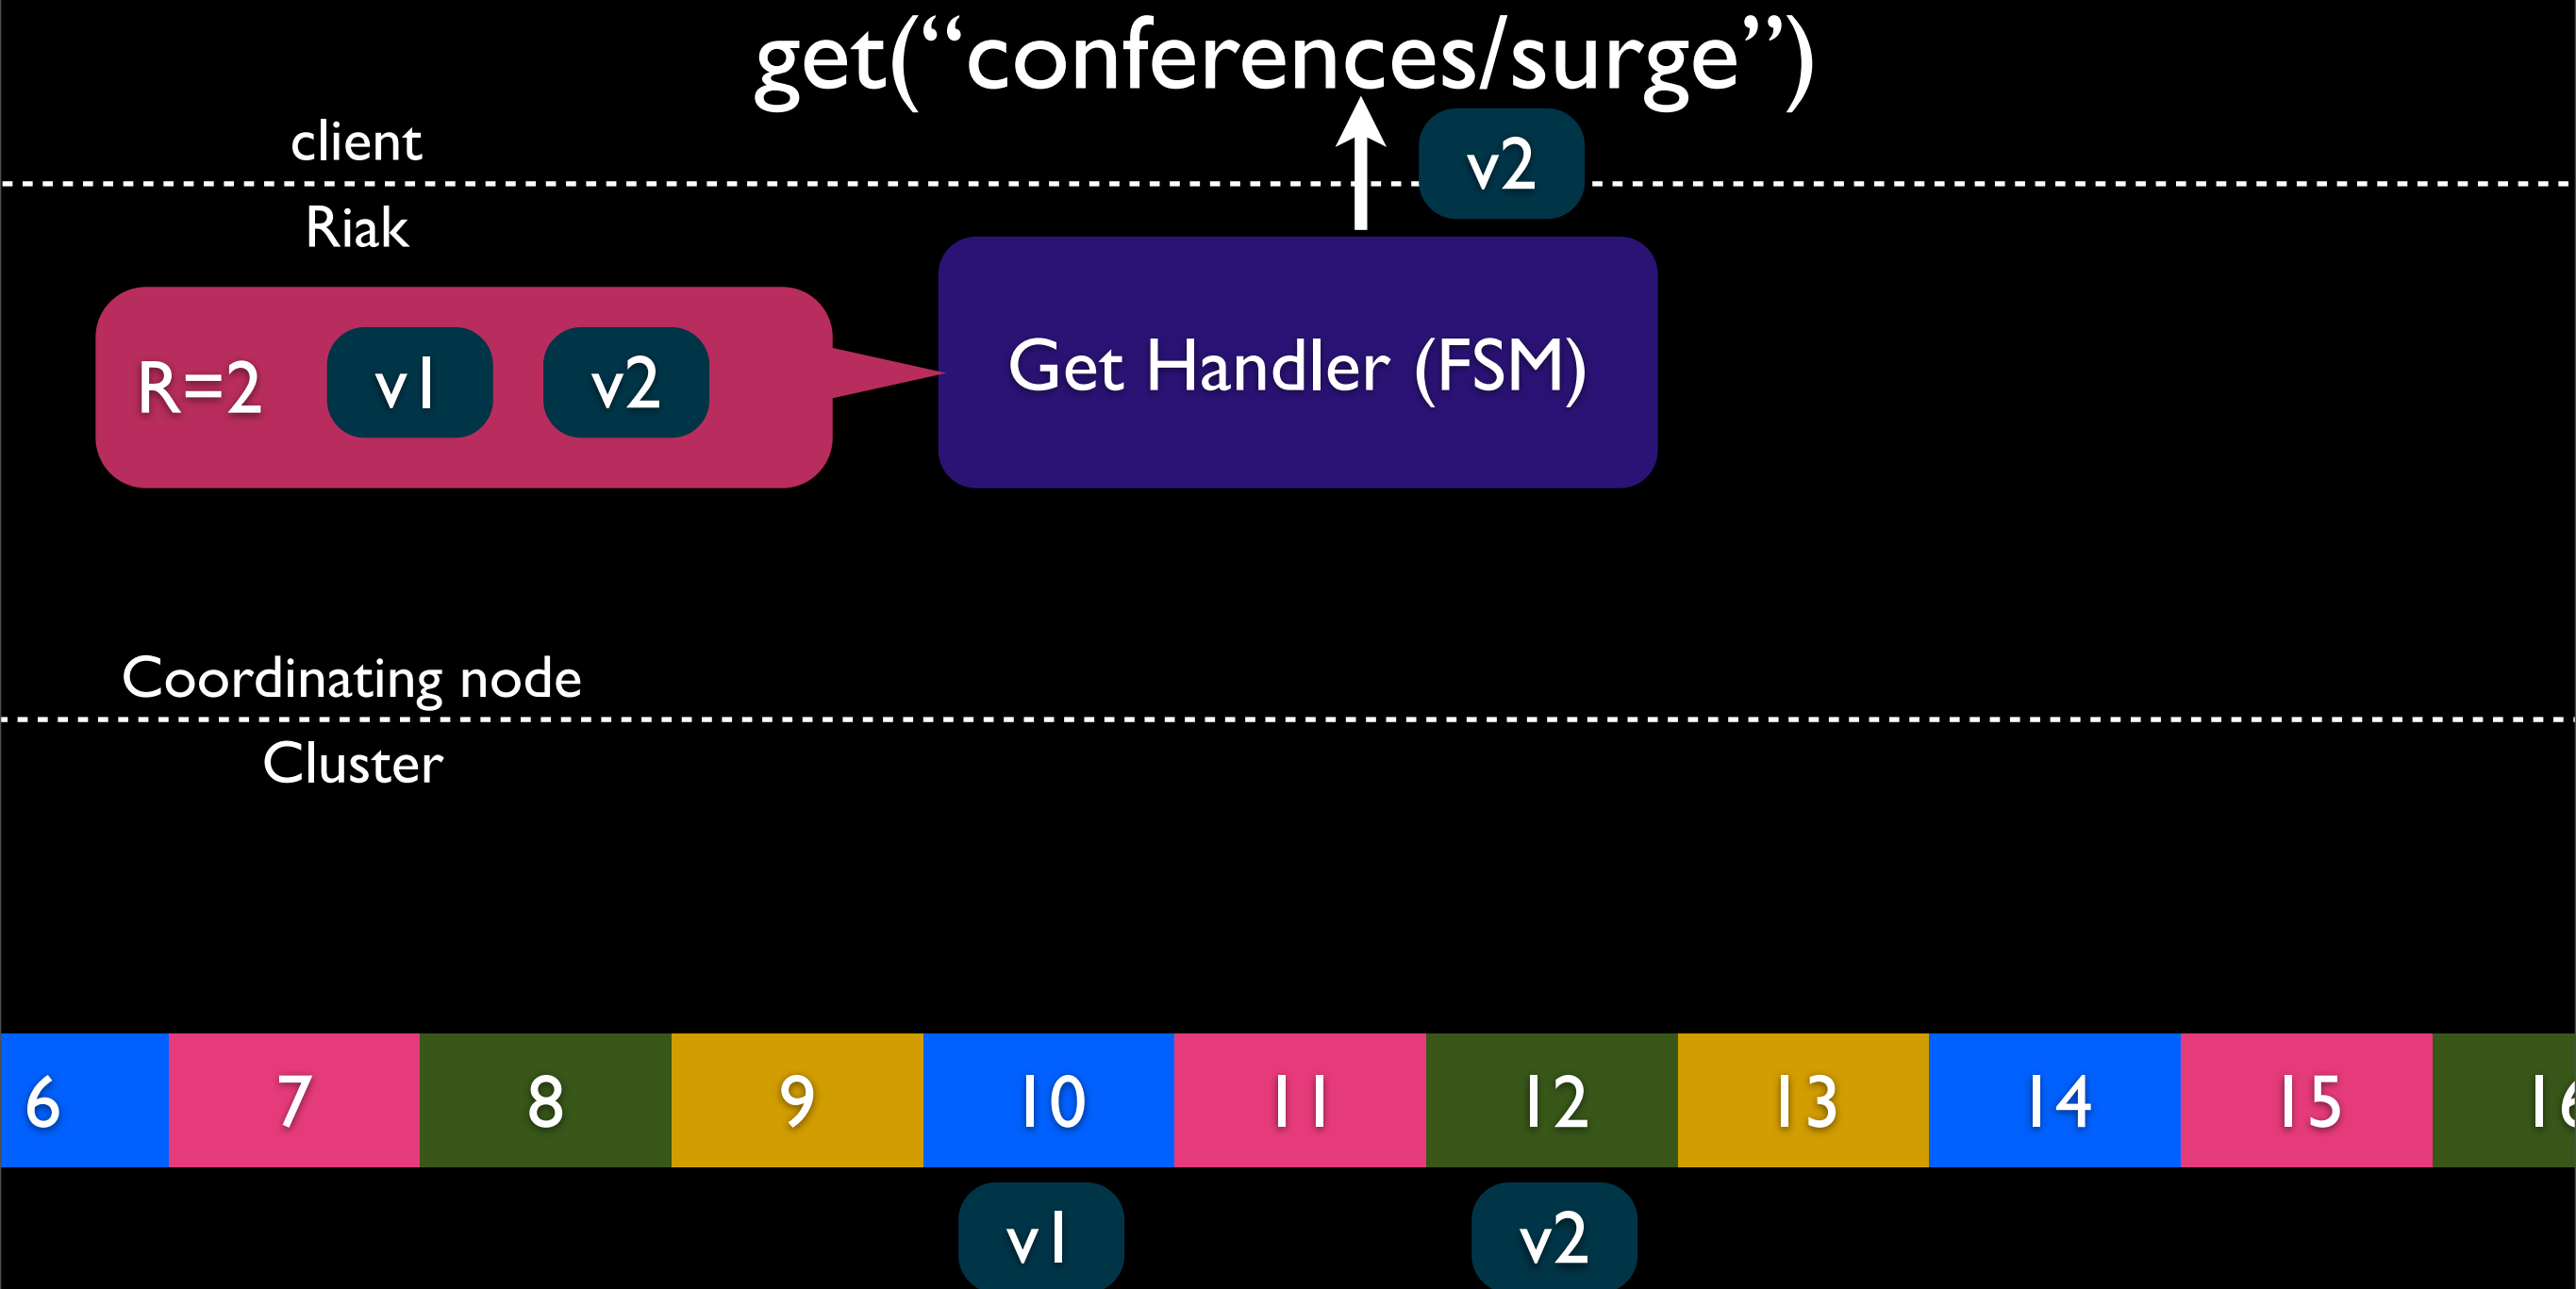 get(“conferences/surge”)
client
v2
Riak
R=2 v1 v2
Get Handler (FSM)
Coordinating node
Cluster
6 7 8 9 10 11 12 13 14 15 16
v1 v2